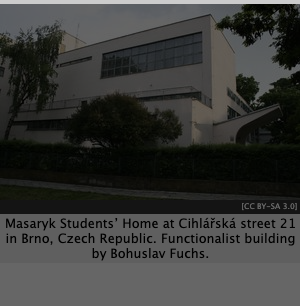 [CC BY-SA 3.0]
Masaryk Students’ Home at Cihlářská street 21
in Brno, Czech Republic. Functionalist building
by Bohuslav Fuchs.